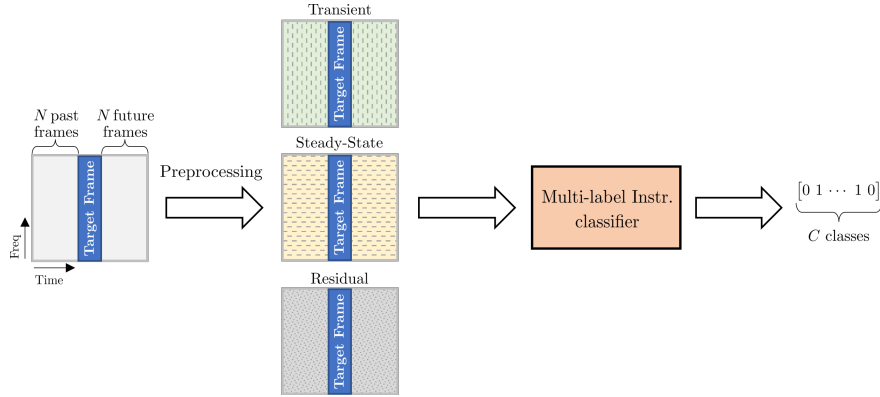 Transient
Target Frame
N past
frames
N future
frames
Target Frame
Freq
Time
Preprocessing
Steady-State
Target Frame
Residual
Target Frame
Multi-label Instr.
classifier
[0 1 ⋯ 1 0]
C classes